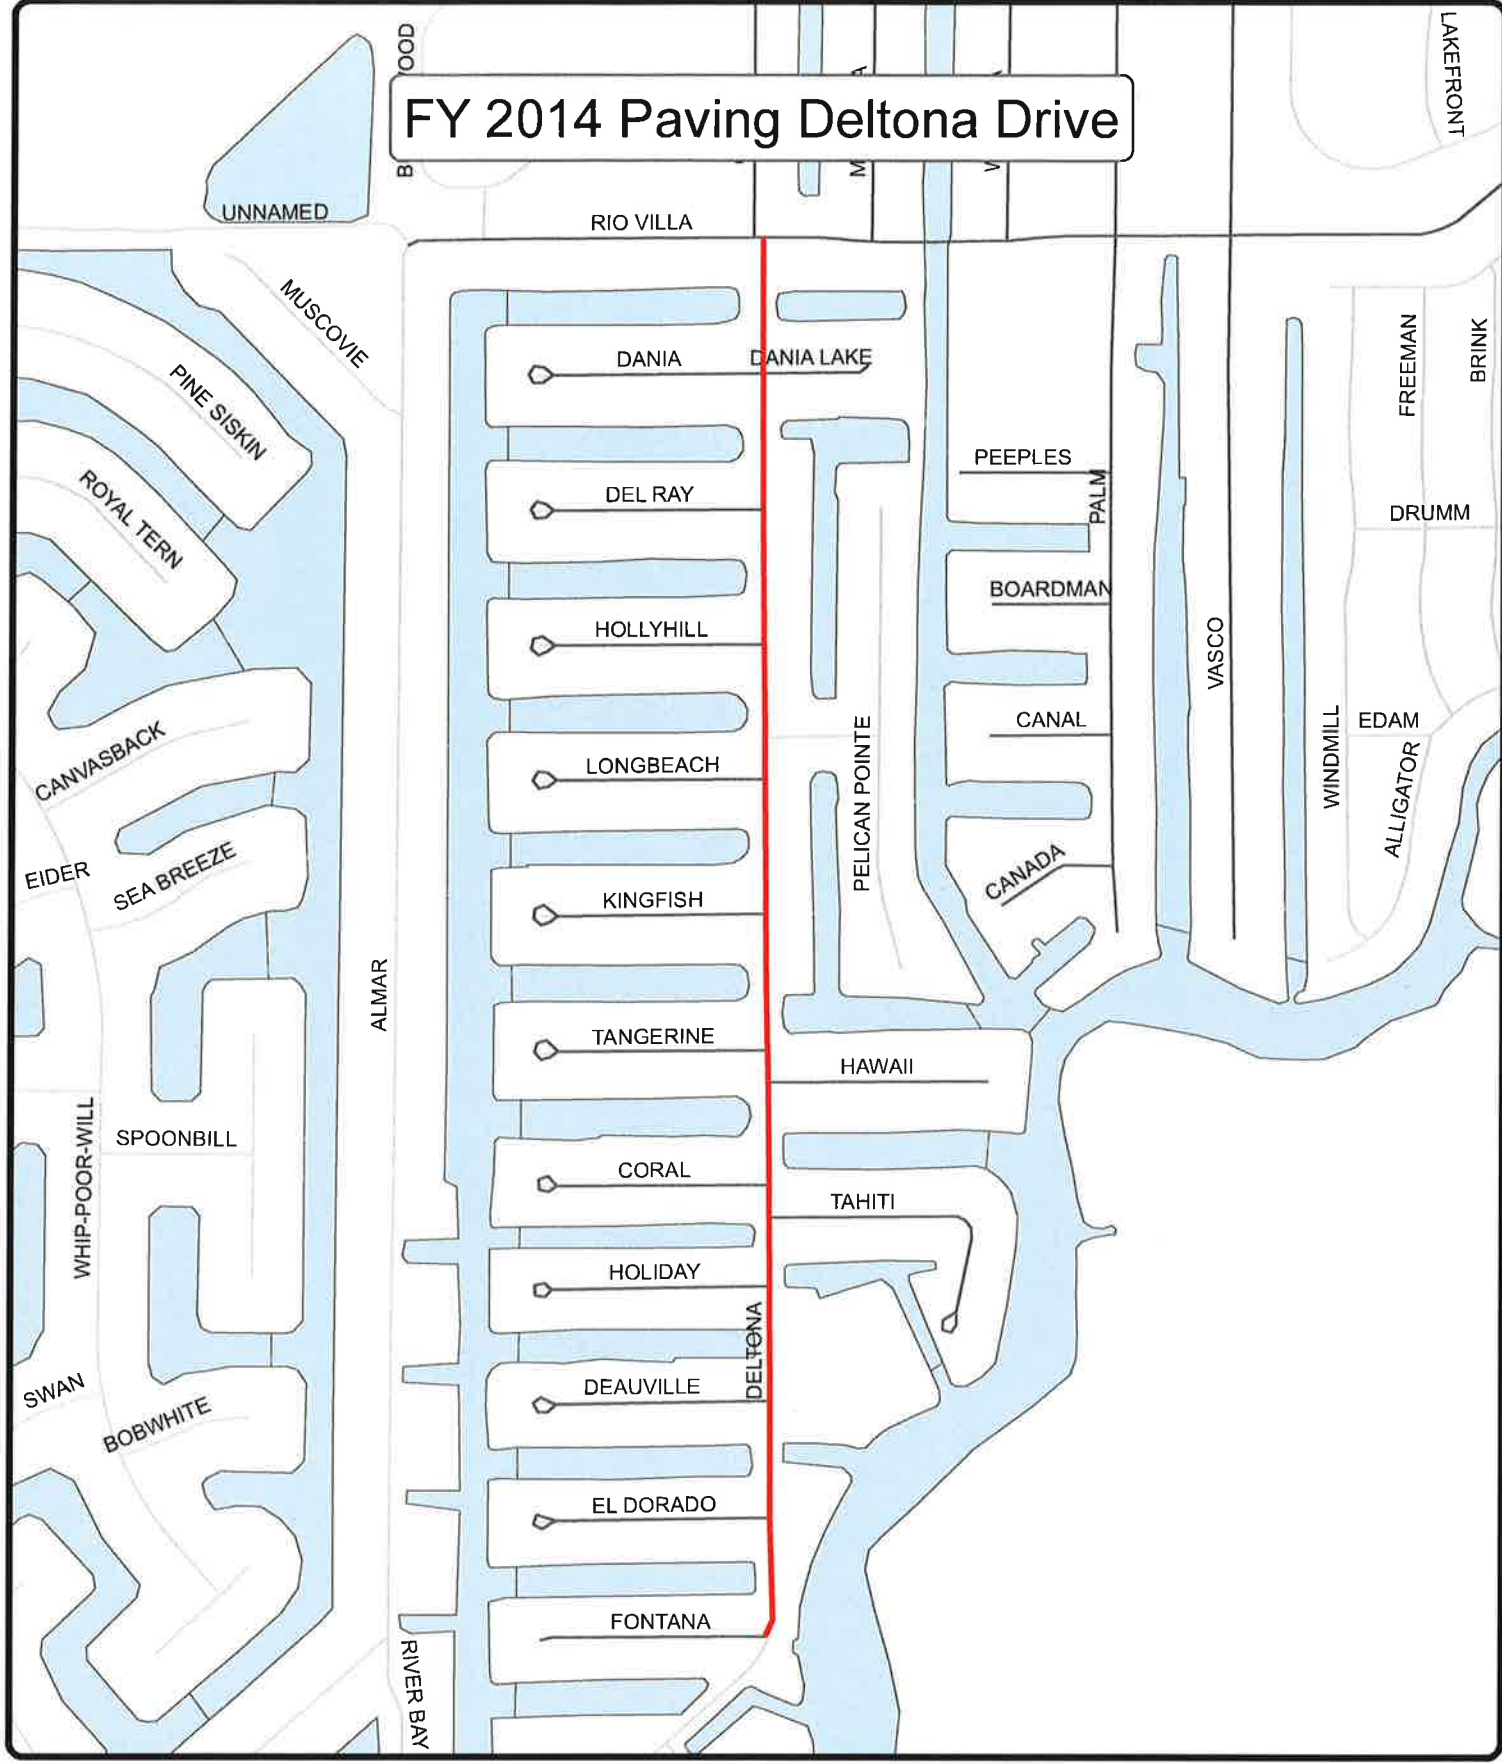 LAKEFRONT
FY 2014 Paving Deltona Drive
UNNAMED
RIO VILLA
MUSCOVIE
DANIA
DANIA LAKE
FREEMAN
BRINK
PINE SISKIN
PEEPLES
PALM
DEL RAY
DRUMM
ROYAL TERN
BOARDMAN
HOLLYHILL
VASCO
CANAL
EDAM
CANVASBACK
LONGBEACH
WINDMILL
ALLIGATOR
PELICAN POINTE
EIDER
SEA BREEZE
CANADA
KINGFISH
ALMAR
TANGERINE
HAWAII
WHIP-POOR-WILL
SPOONBILL
CORAL
TAHITI
HOLIDAY
DELTONA
DEAUVILLE
SWAN
BOBWHITE
EL DORADO
FONTANA
RIVER BAY